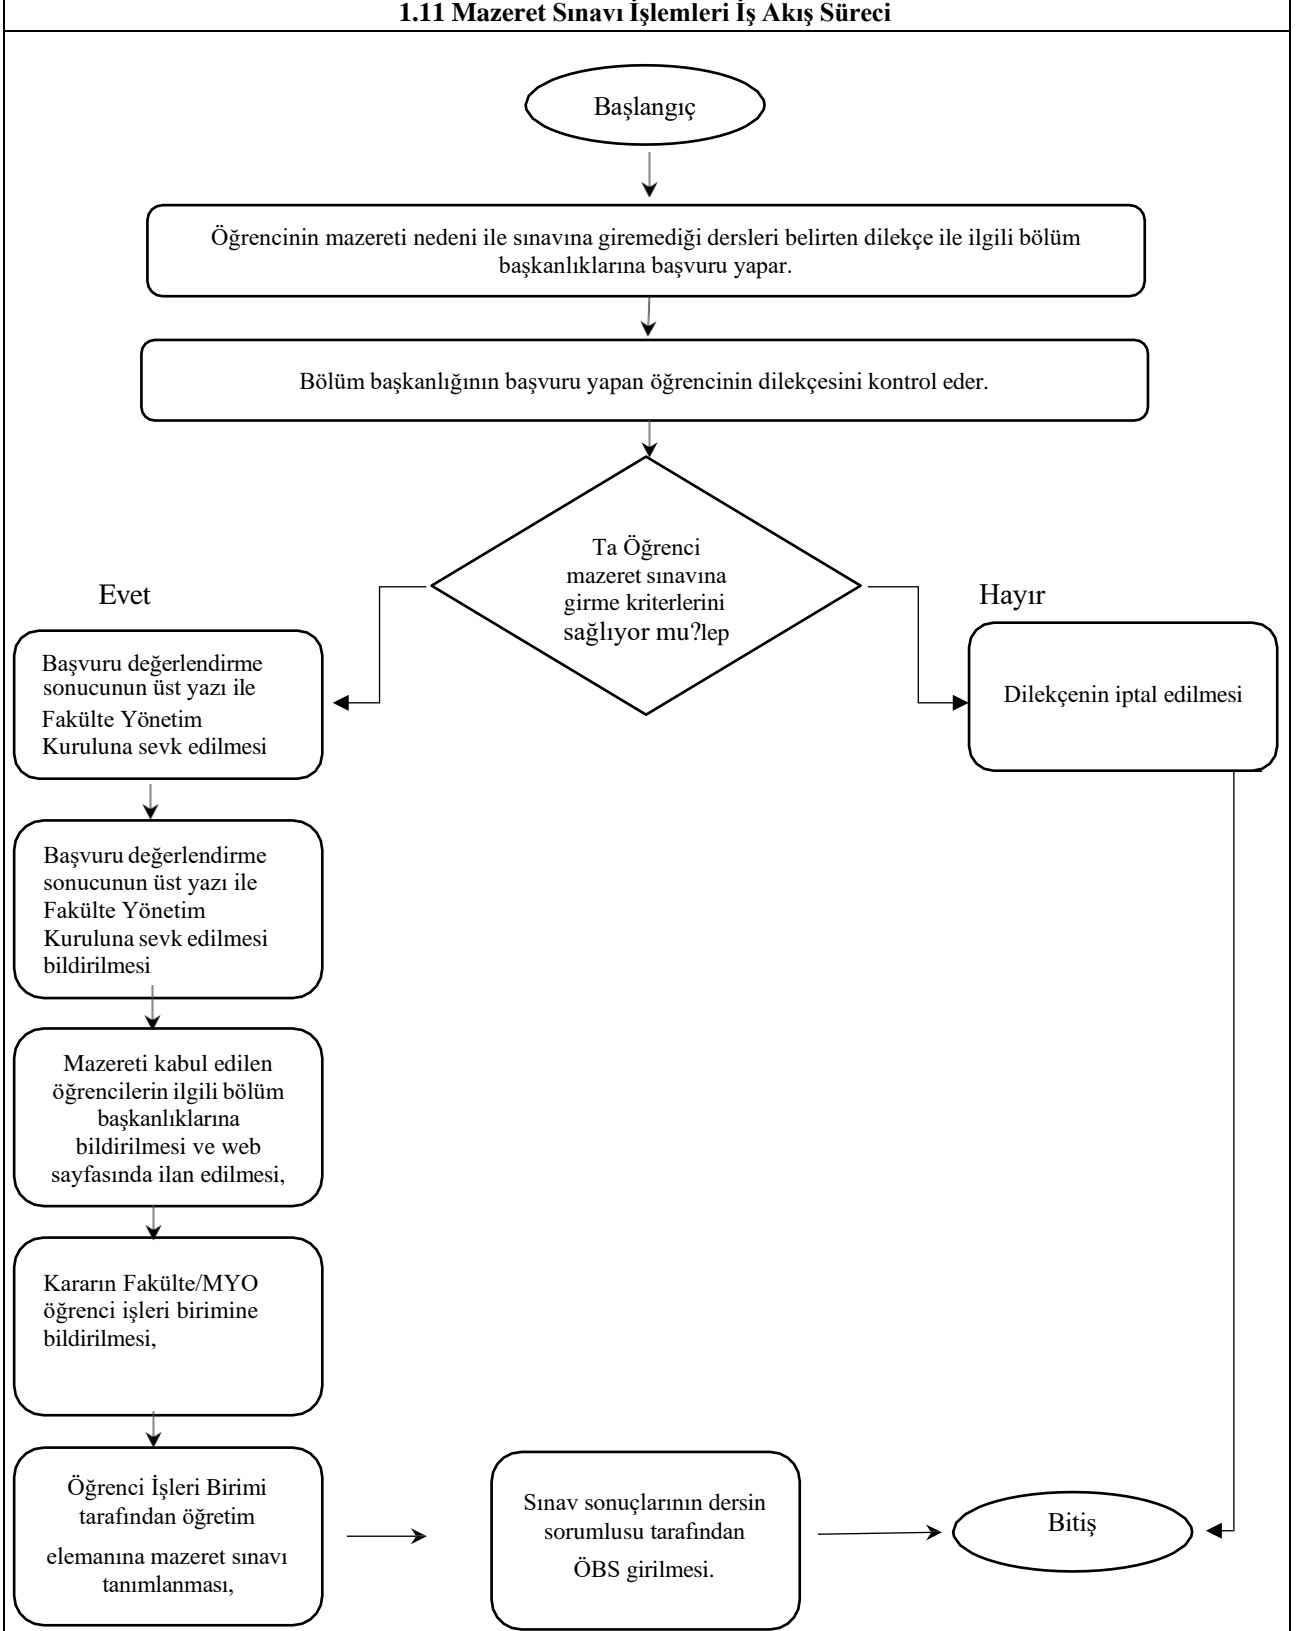 1.11 Mazeret Sınavı İşlemleri İş Akış Süreci
Başlangıç
Öğrencinin mazereti nedeni ile sınavına giremediği dersleri belirten dilekçe ile ilgili bölüm
başkanlıklarına başvuru yapar.
Bölüm başkanlığının başvuru yapan öğrencinin dilekçesini kontrol eder.
Ta Öğrenci
mazeret sınavına
girme kriterlerini
sağlıyor mu?lep
Evet
Hayır
Başvuru değerlendirme
sonucunun üst yazı ile
Fakülte Yönetim
Kuruluna sevk edilmesi
Dilekçenin iptal edilmesi
Başvuru değerlendirme
sonucunun üst yazı ile
Fakülte Yönetim
Kuruluna sevk edilmesi
bildirilmesi
Mazereti kabul edilen
öğrencilerin ilgili bölüm
başkanlıklarına
bildirilmesi ve web
sayfasında ilan edilmesi,
Kararın Fakülte/MYO
öğrenci işleri birimine
bildirilmesi,
Öğrenci İşleri Birimi
tarafından öğretim
elemanına mazeret sınavı
tanımlanması,
Sınav sonuçlarının dersin
sorumlusu tarafından
ÖBS girilmesi.
Bitiş